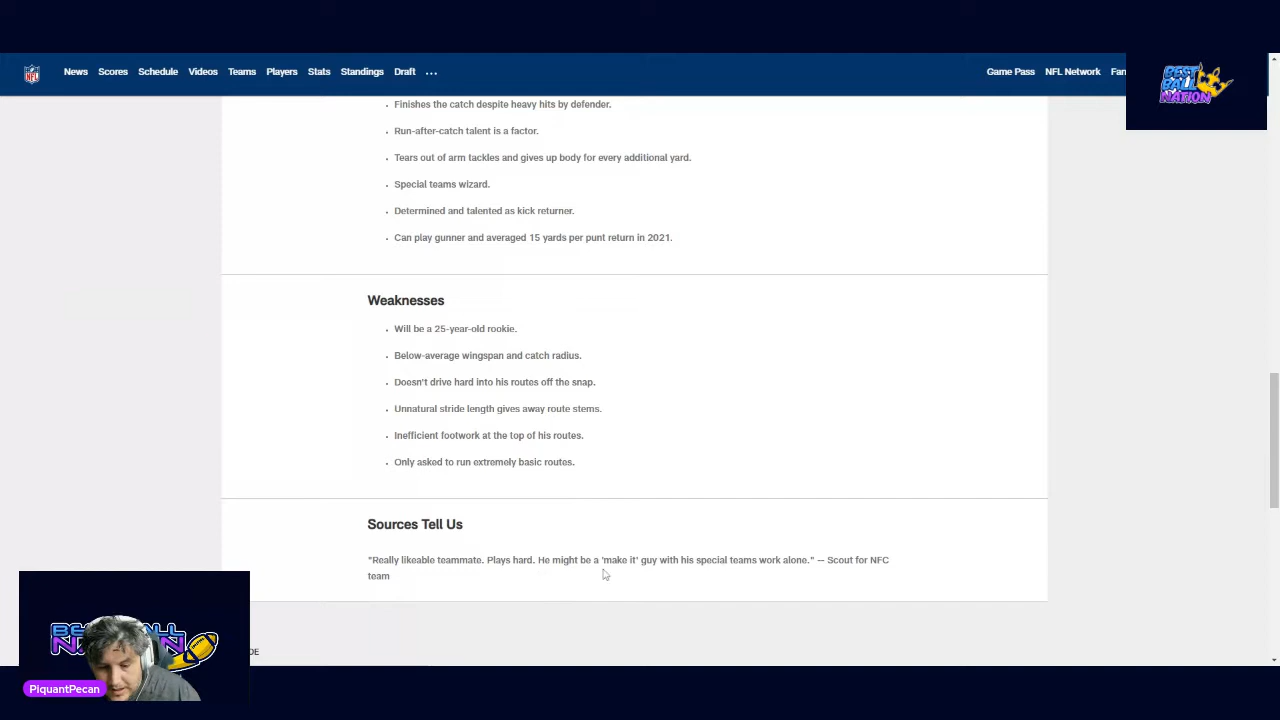 News Scores Schedule Videos Teams Players Stats Standings Draft ...
Game Pass NFL Network Fan
NFL
BEST
BALL
NATION
• Finishes the catch despite heavy hits by defender.
• Run-after-catch talent is a factor.
• Tears out of arm tackles and gives up body for every additional yard.
• Special teams wizard.
• Determined and talented as kick returner.
• Can play gunner and averaged 15 yards per punt return in 2021.
Weaknesses
• Will be a 25-year-old rookie.
• Below-average wingspan and catch radius.
• Doesn't drive hard into his routes off the snap.
• Unnatural stride length gives away route stems.
• Inefficient footwork at the top of his routes.
• Only asked to run extremely basic routes.
Sources Tell Us
"Really likeable teammate. Plays hard. He might be a 'make it' guy with his special teams work alone." -- Scout for NFC
team
DE
PiquantPecan